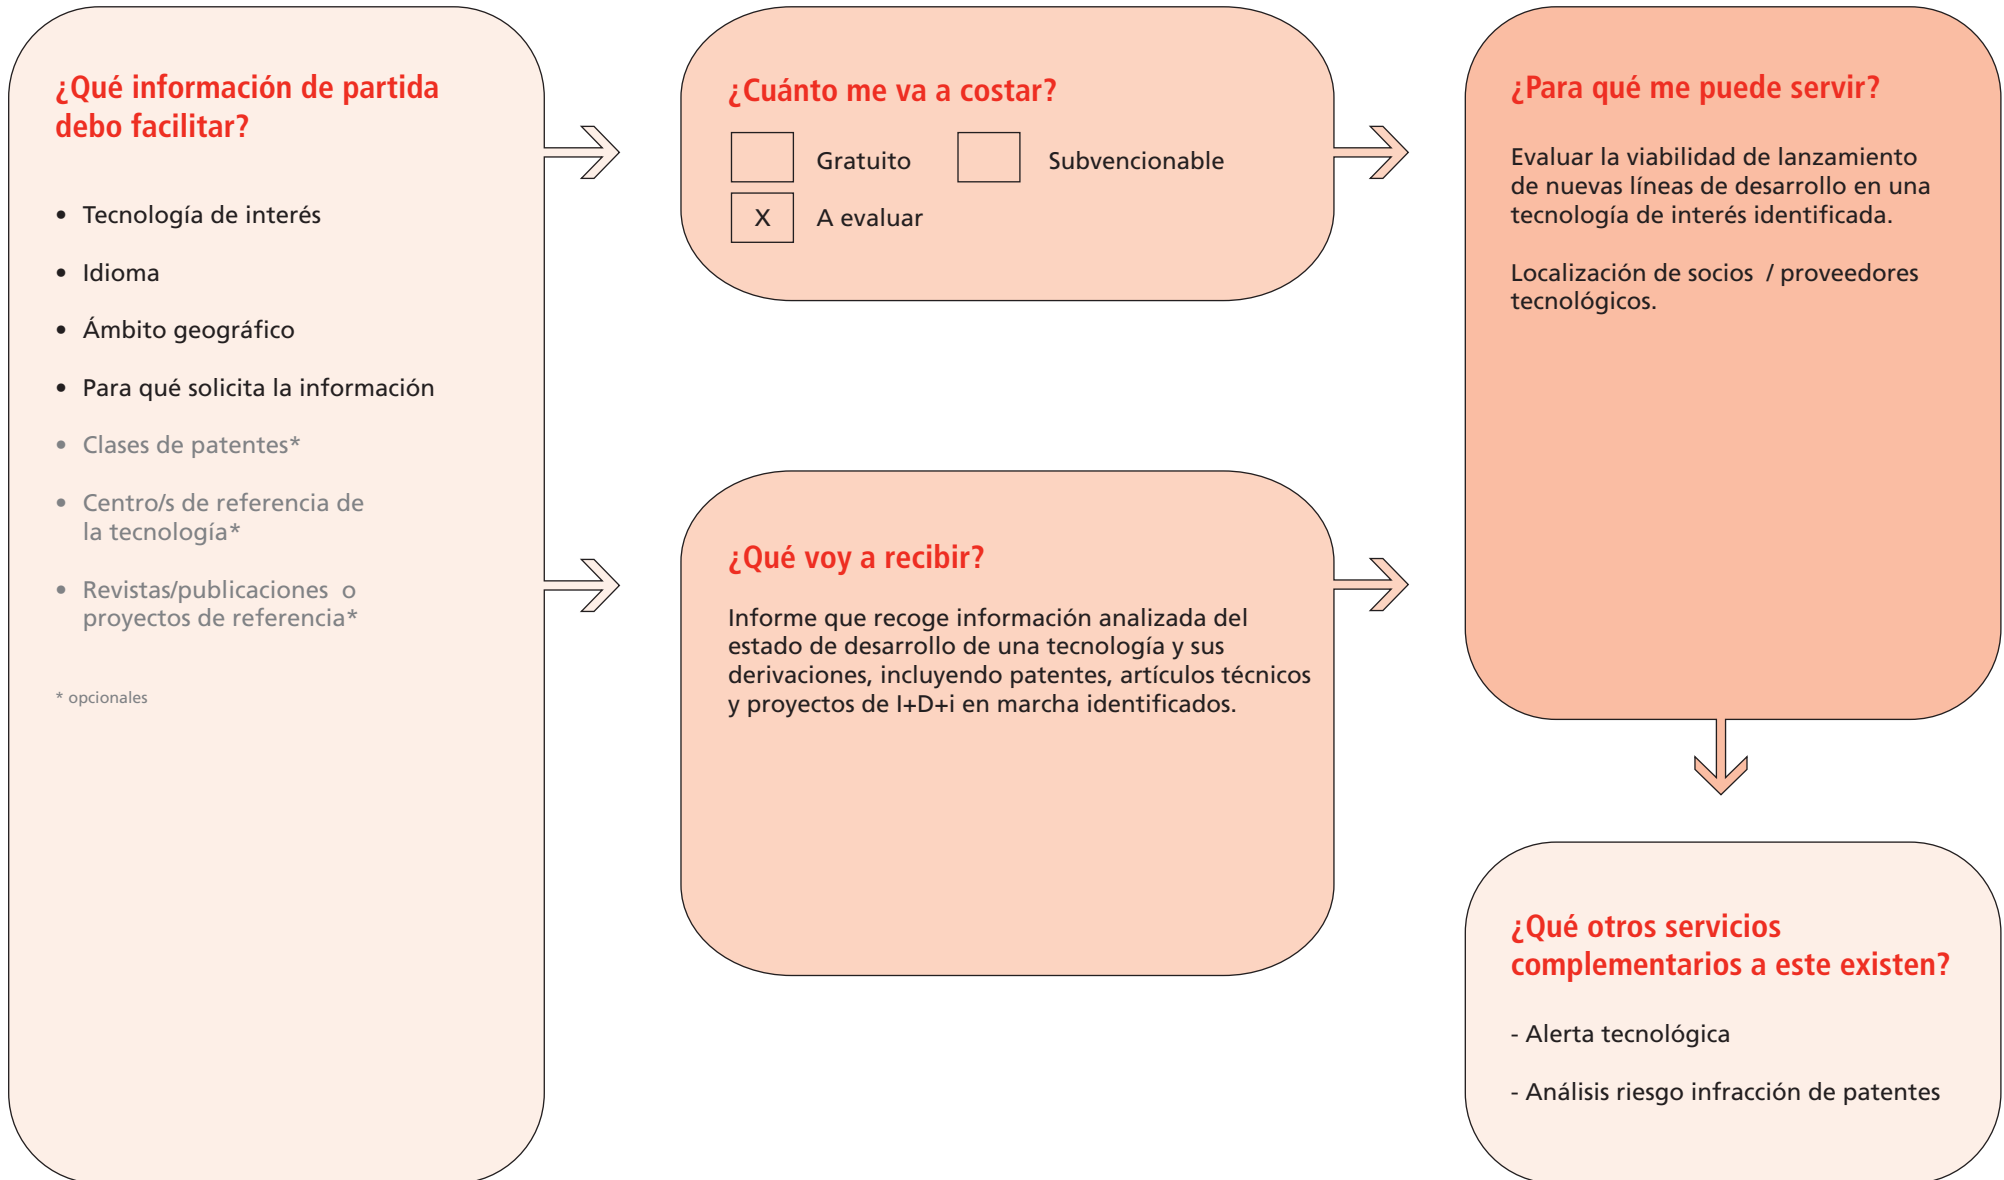 ¿Qué información de partida
debo facilitar?
• Tecnología de interés
• Idioma
• Ámbito geográfico
• Para qué solicita la información
• Clases de patentes*
• Centro/s de referencia de
la tecnología*
• Revistas/publicaciones o
proyectos de referencia*
* opcionales
¿Cuánto me va a costar?
Gratuito Subvencionable
X A evaluar
¿Qué voy a recibir?
Informe que recoge información analizada del
estado de desarrollo de una tecnología y sus
derivaciones, incluyendo patentes, artículos técnicos
y proyectos de I+D+i en marcha identificados.
¿Para qué me puede servir?
Evaluar la viabilidad de lanzamiento
de nuevas líneas de desarrollo en una
tecnología de interés identificada.
Localización de socios / proveedores
tecnológicos.
¿Qué otros servicios
complementarios a este existen?
- Alerta tecnológica
- Análisis riesgo infracción de patentes